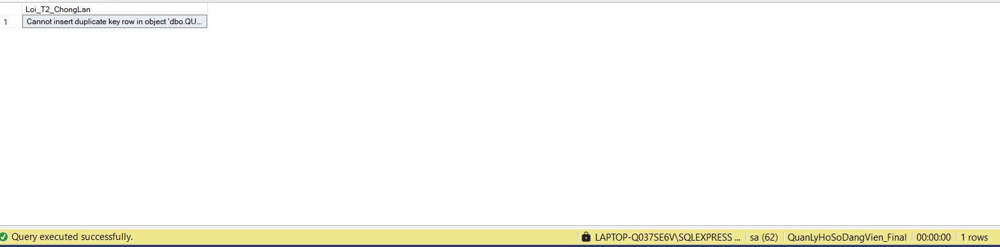 Loi_T2_ChongLan
1 Cannot insert duplicate key row in object 'dbo.QU...
Query executed successfully. LAPTOP-Q037SE6V\SQLEXPRESS ... sa (62) QuanLyHoSoDangVien_Final 00:00:00 1 rows